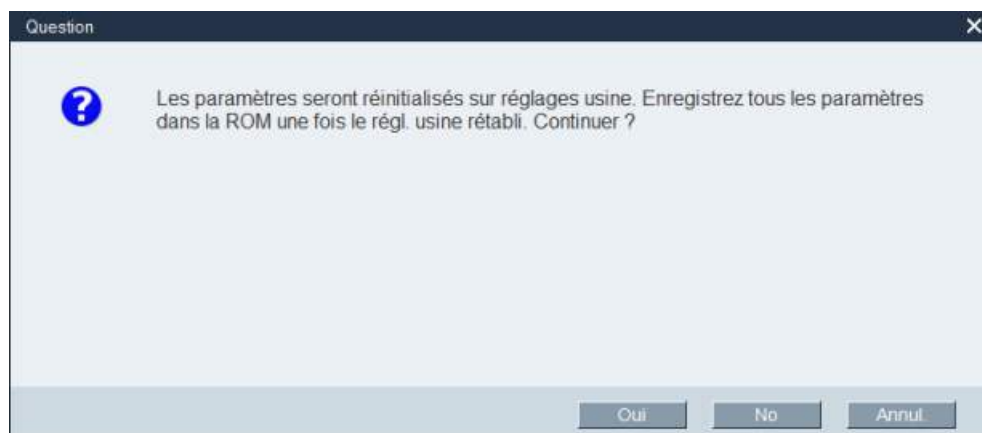 Question
Les paramètres seront réinitialisés sur réglages usine. Enregistrez tous les paramètres
dans la ROM une fois le régl. usine rétabli. Continuer ?
Oui
No
Annul.